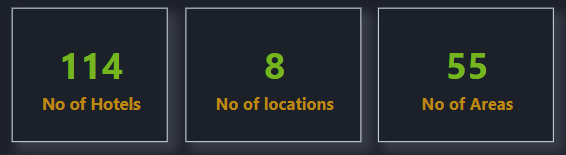 114
No of Hotels
8
No of locations
55
No of Areas